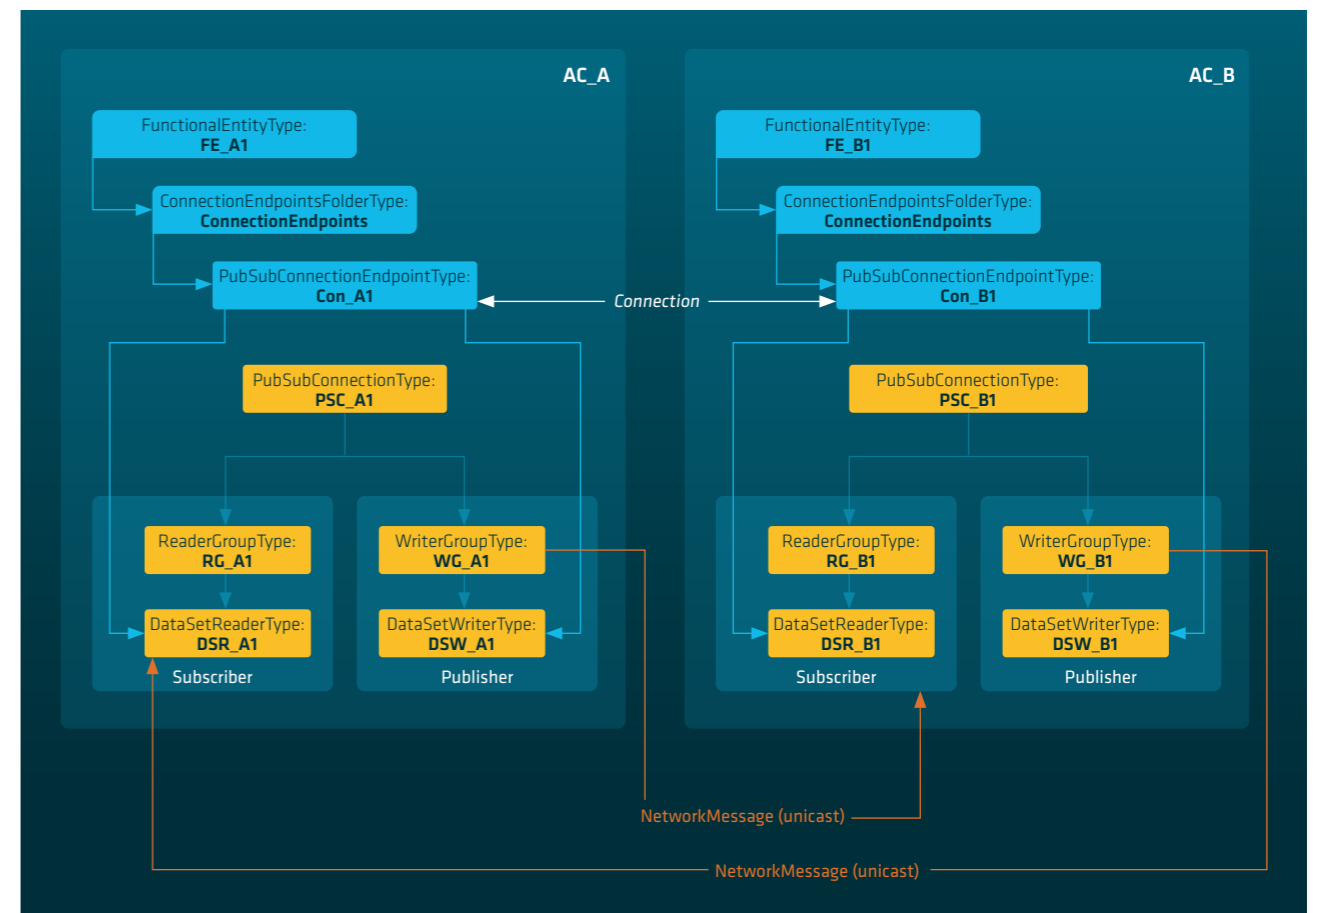 AC_A
FunctionalEntityType:
FE_A1
ConnectionEndpointsFolderType:
ConnectionEndpoints
PubSubConnectionEndpointType:
Con_A1
Connection
PubSubConnectionType:
PSC_A1
ReaderGroupType:
RG_A1
DataSetReaderType:
DSR_A1
Subscriber
WriterGroupType:
WG_A1
DataSetWriterType:
DSW_A1
Publisher
AC_B
FunctionalEntityType:
FE_B1
ConnectionEndpointsFolderType:
ConnectionEndpoints
PubSubConnectionEndpointType:
Con_B1
PubSubConnectionType:
PSC_B1
ReaderGroupType:
RG_B1
DataSetReaderType:
DSR_B1
Subscriber
WriterGroupType:
WG_B1
DataSetWriterType:
DSW_B1
Publisher
NetworkMessage (unicast)
NetworkMessage (unicast)